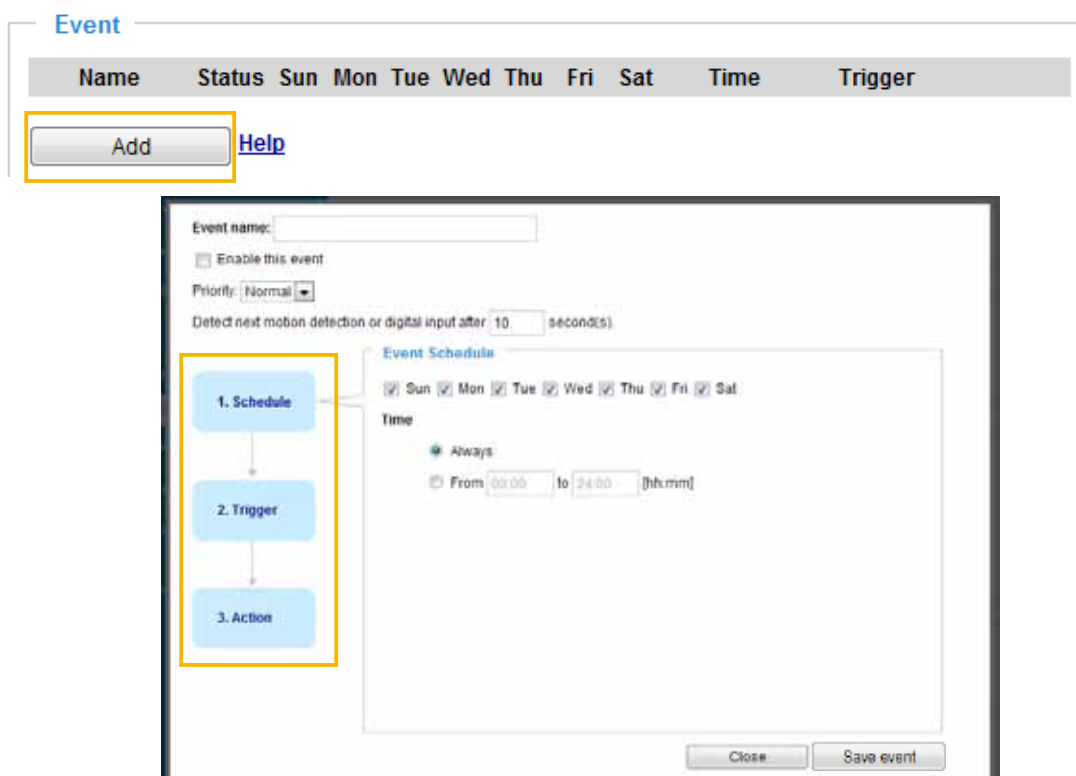 Event
Name Status Sun Mon Tue Wed Thu Fri Sat Time Trigger
Add Help
Event name:
Enable this event
Priority: Normal
Detect next motion detection or digital input after 10 second(s).
Event Schedule
1. Schedule
Sun Mon Tue Wed Thu Fri Sat
Time
Always
From 00:00 to 24:00 [hh:mm]
2. Trigger
3. Action
Close Save event